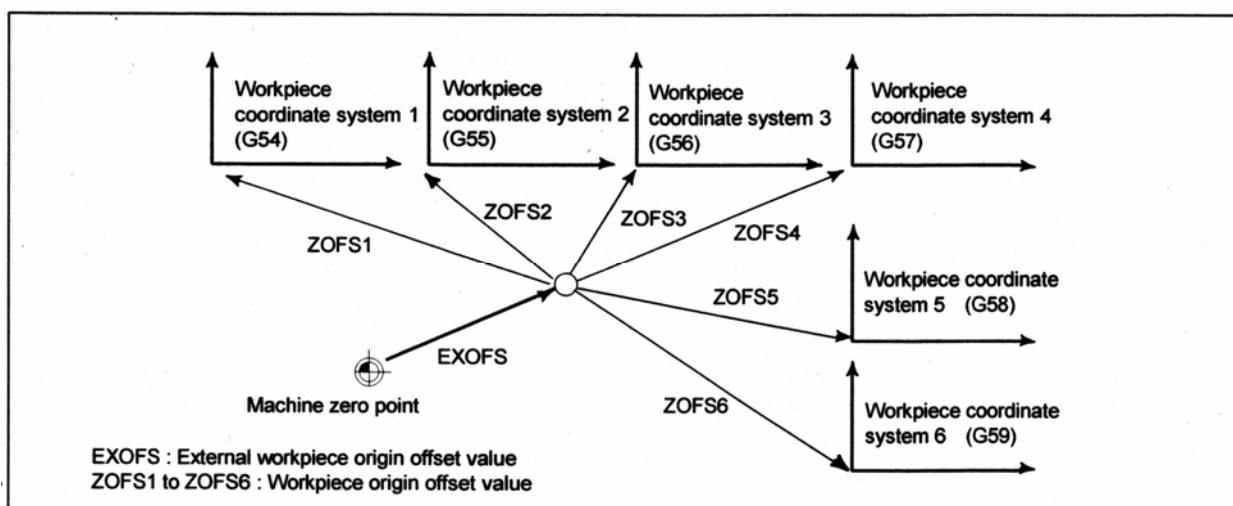 Workpiece
coordinate system 1
(G54)
Workpiece
coordinate system 2
(G55)
Workpiece
coordinate system 3
(G56)
Workpiece
coordinate system 4
(G57)
ZOFS1
ZOFS2
ZOFS3
ZOFS4
ZOFS5
Workpiece coordinate
system 5 (G58)
EXOFS
Machine zero point
ZOFS6
Workpiece coordinate
system 6 (G59)
EXOFS : External workpiece origin offset value
ZOFS1 to ZOFS6 : Workpiece origin offset value